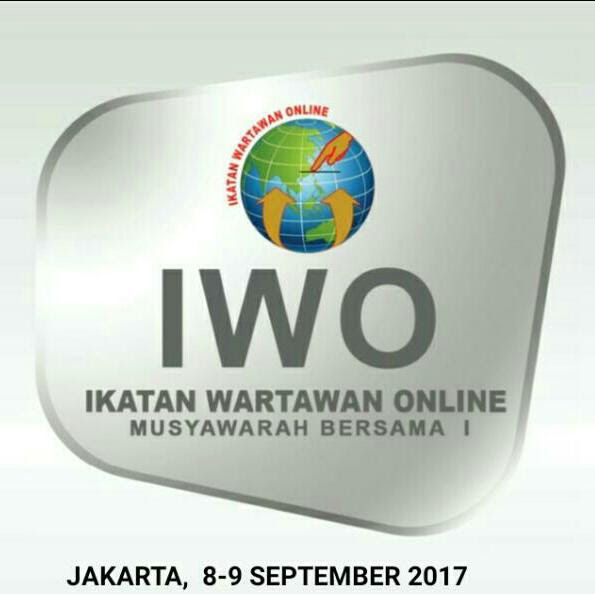 IKATAN WARTAWAN ONLINE
IWO
IKATAN WARTAWAN ONLINE
MUSYAWARAH BERSAMA I
JAKARTA, 8-9 SEPTEMBER 2017